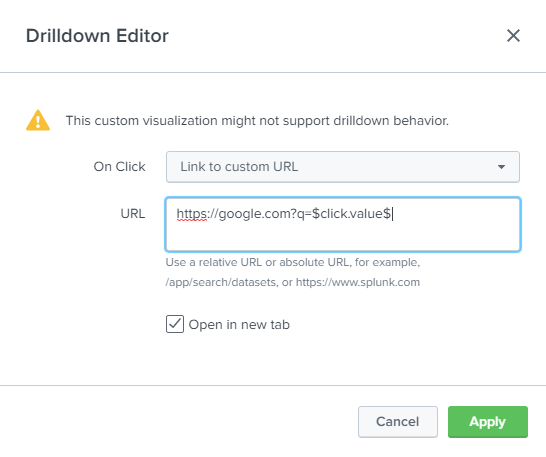 Drilldown Editor
This custom visualization might not support drilldown behavior.
On Click Link to custom URL
URL https://google.com?q=$click.value$
Use a relative URL or absolute URL, for example,
/app/search/datasets, or https://www.splunk.com
Open in new tab
Cancel Apply